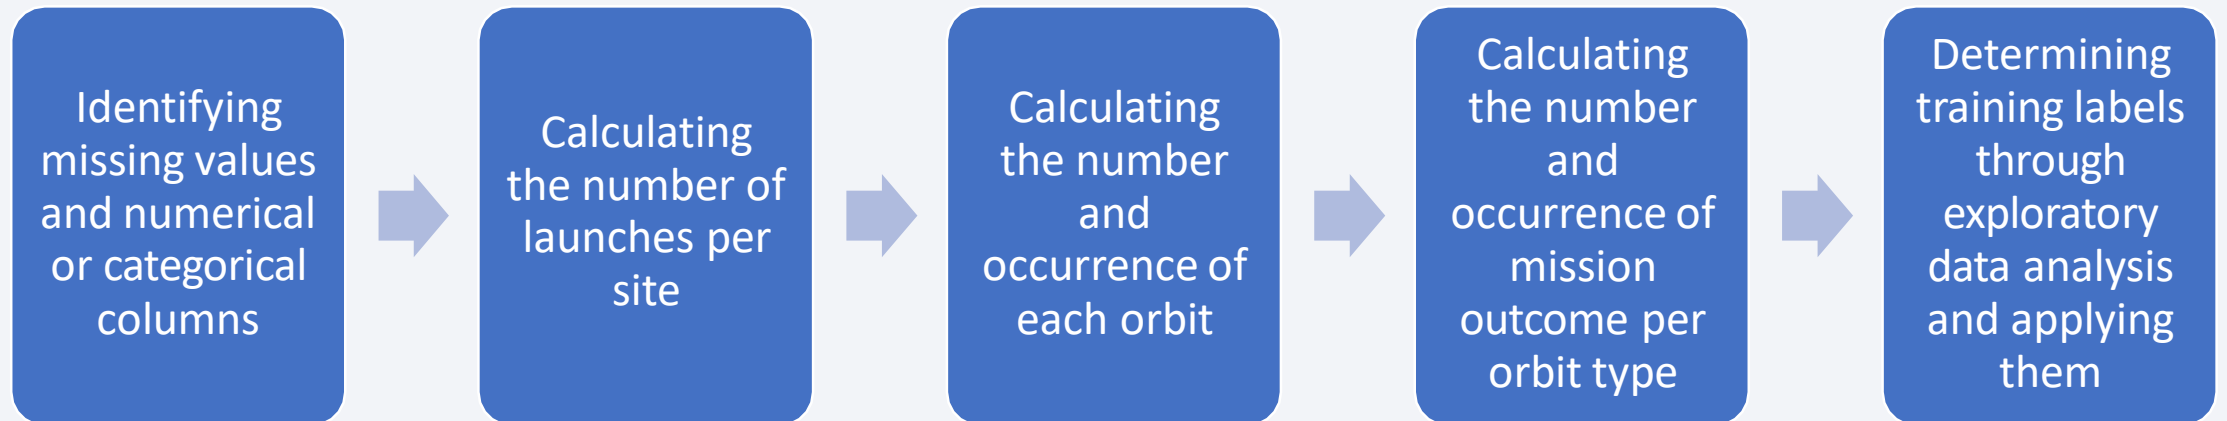 Identifying
missing values
and numerical
or categorical
columns
Calculating
the number of
launches per
site
Calculating
the number
and
occurrence of
each orbit
Calculating
the number
and
occurrence of
mission
outcome per
orbit type
Determining
training labels
through
exploratory
data analysis
and applying
them